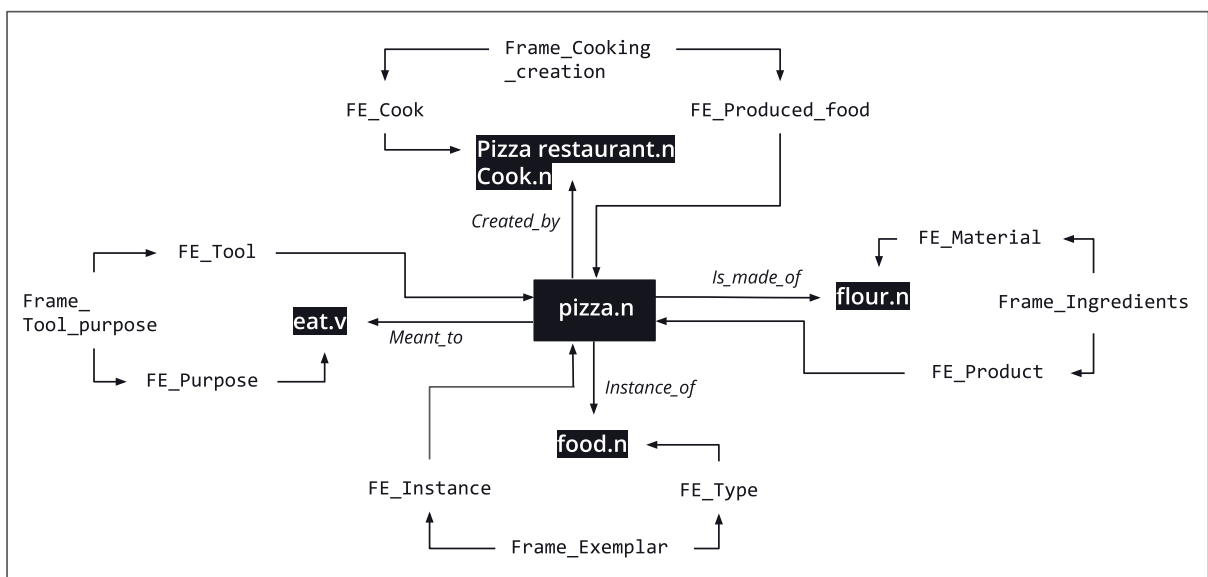 Frame_Cooking
_creation
FE_Cook
FE_Produced_food
Pizza restaurant.n
Cook.n
Created_by
FE_Tool
FE_Material
Is_made_of
flour.n
Frame_
Tool_purpose
eat.v
pizza.n
Frame_Ingredients
Meant_to
FE_Purpose
FE_Product
Instance_of
food.n
FE_Instance
FE_Type
Frame_Exemplar